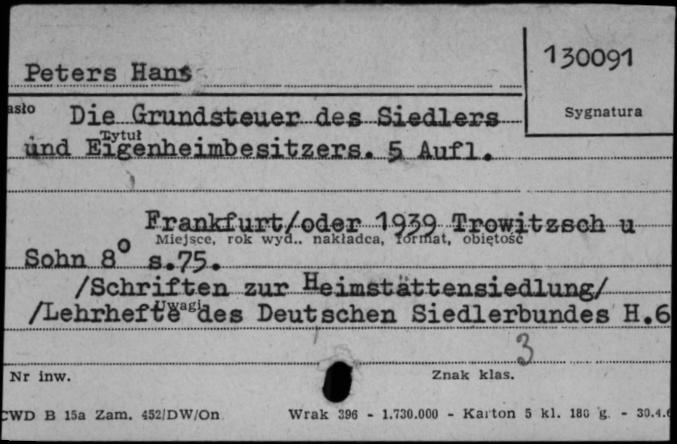 130091
Peters Hans
asło
Sygnatura
Die Grundsteuer des Siedlers
Tytuł
und Eigenheimbesitzers. 5 Aufl.
Frankfurt/oder 1939 Trowitzsch u
Miejsce, rok wyd.. nakładca, format, objętość
Sohn 8° s.75.
/Schriften zur Heimstättensiedlung/
Uwagi
/Lehrhefte des Deutschen Siedlerbundes H.6
3
Nr inw.
Znak klas.
CWD B 15a Zam. 452/DW/On Wrak 396 - 1.730.000 - Karton 5 kl. 180 g. - 30.4.6